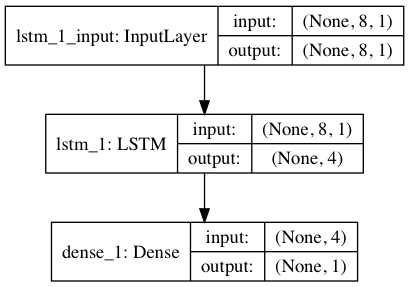 lstm_1_input: InputLayer
input: (None, 8, 1)
output: (None, 8, 1)
lstm_1: LSTM
input: (None, 8, 1)
output: (None, 4)
dense_1: Dense
input: (None, 4)
output: (None, 1)